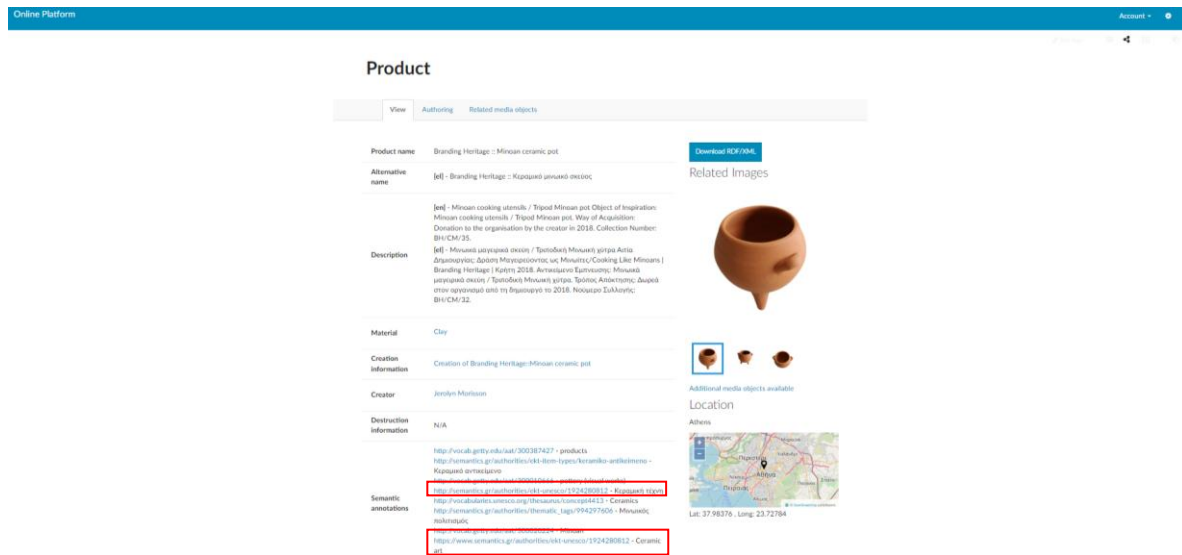 Online Platform
Account
Product
View
Authoring
Related media objects
Product name
Branding Heritage :: Minoan ceramic pot
Alternative
name
[el] - Branding Heritage :: Κεραμικό μινωικό σκεύος
Description
[en] - Minoan cooking utensils / Tripod Minoan pot Object of Inspiration:
Minoan cooking utensils / Tripod Minoan pot. Way of Acquisition:
Donation to the organisation by the creator in 2018. Collection Number:
BH/CM/35.
[el] - Μινωικά μαγειρικά σκεύη / Τριποδική Μινωική χύτρα Αιτία
Δημιουργίας: Δράση Μαγειρεύοντας ως Μινωίτες/Cooking Like Minoans |
Branding Heritage | Κρήτη 2018. Αντικείμενο Έμπνευσης: Μινωικά
μαγειρικά σκεύη / Τριποδική Μινωική χύτρα. Τρόπος Απόκτησης: Δωρεά
στον οργανισμό από τη δημιουργό το 2018. Νούμερο Συλλογής:
BH/CM/32.
Material
Clay
Creation
information
Creation of Branding Heritage::Minoan ceramic pot
Creator
Jerolyn Morisson
Destruction
information
N/A
Semantic
annotations
http://vocab.getty.edu/aat/300387427 - products
http://semantics.gr/authorities/ekt-item-types/keramiko-antikeimeno -
Κεραμικό αντικείμενο
http://semantics.gr/authorities/ekt-unesco/1924280812 - Κεραμική τέχνη
http://vocabularies.unesco.org/thesaurus/concept4413 - Ceramics
http://semantics.gr/authorities/thematic_tags/994297606 - Μινωικός
πολιτισμός
https://www.semantics.gr/authorities/ekt-unesco/1924280812 - Ceramic
art
Download RDF/XML
Related Images
Additional media objects available
Location
Athens
Περιστέρι
Αθήνα
Πειραιάς
Lat: 37.98376 , Long: 23.72784